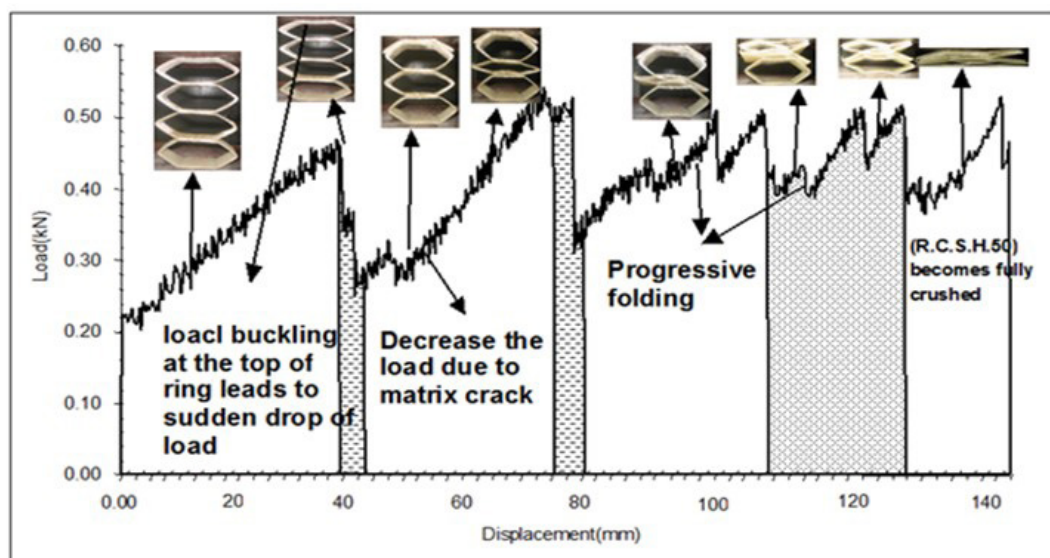 0.60
0.50
0.40
0.30
0.20
0.10
0.00
Load(kN)
loacl buckling
at the top of
ring leads to
sudden drop of
load
Decrease the
load due to
matrix crack
Progressive
folding
(R.C.S.H.50)
becomes fully
crushed
0.00 20 40 60 80 100 120 140
Displacement(mm)